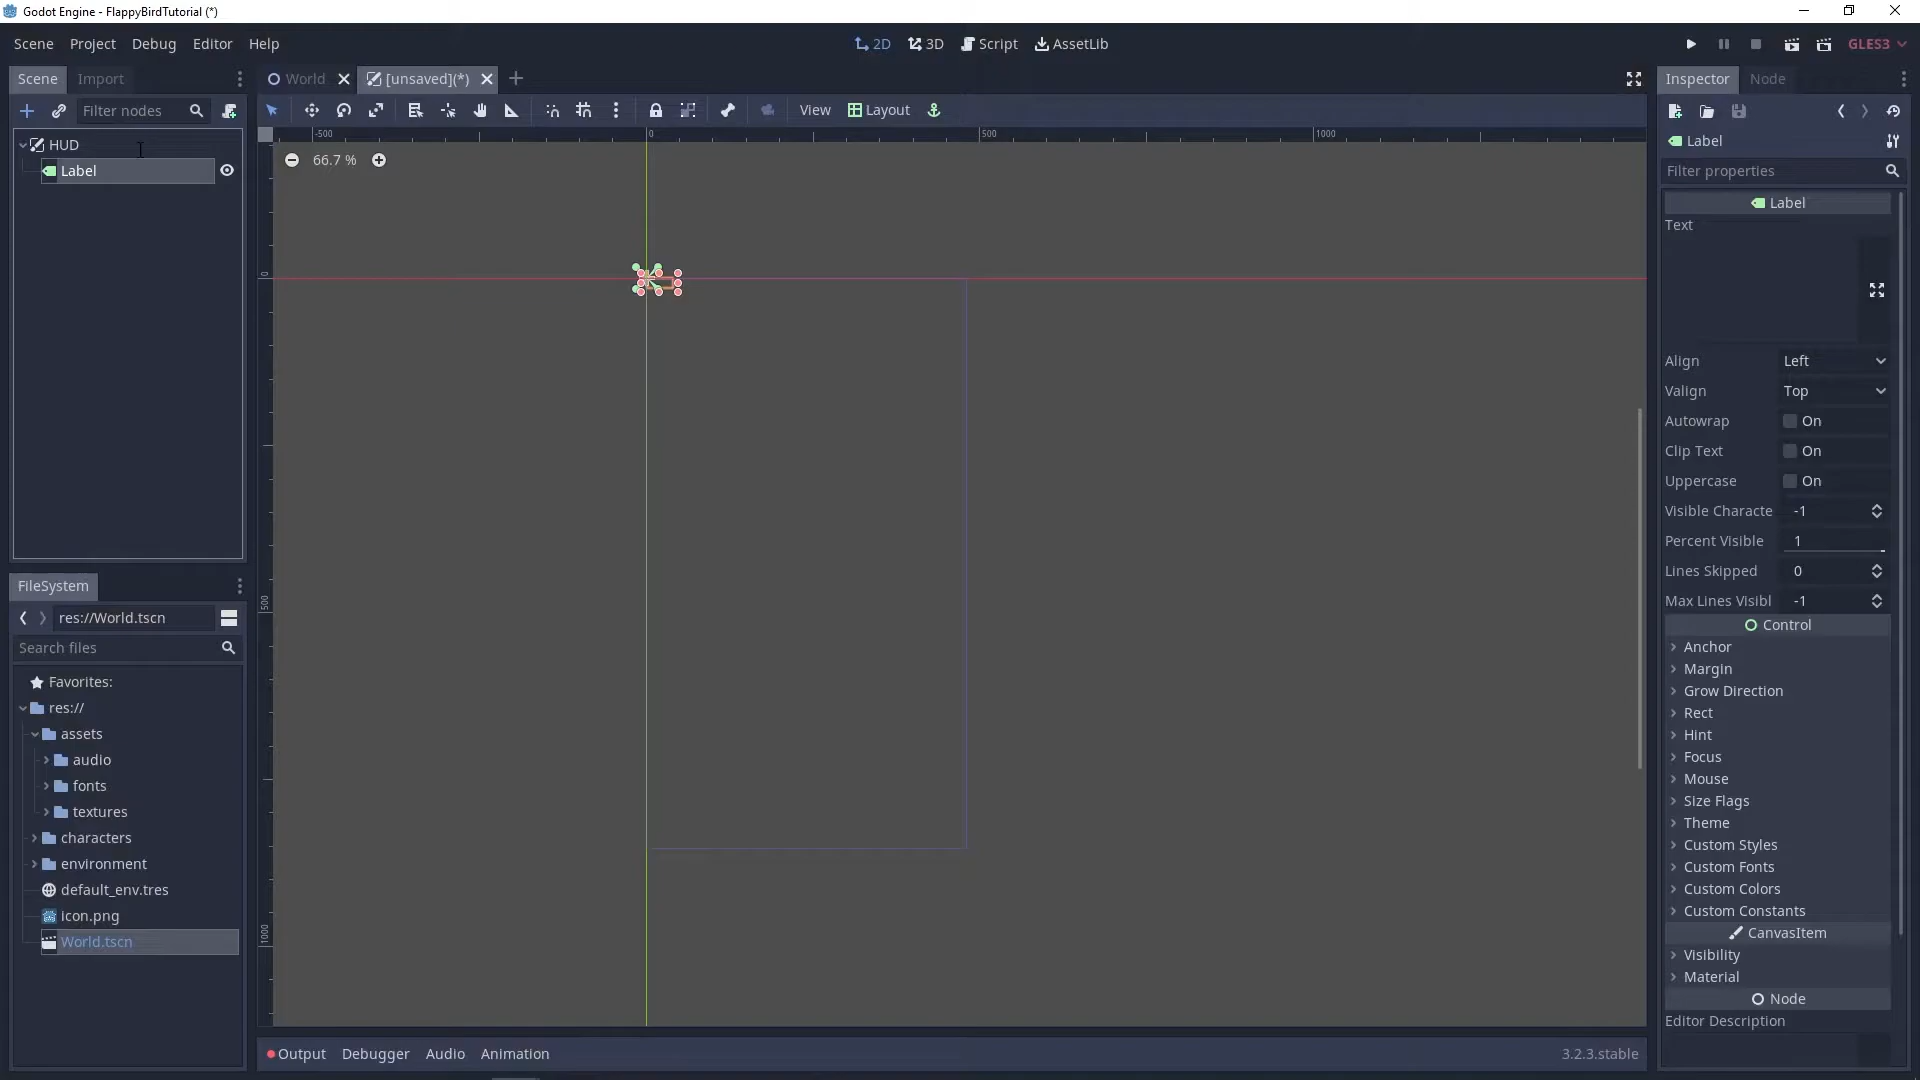 Godot Engine - FlappyBirdTutorial (*)
Scene Project Debug Editor Help
2D 3D Script AssetLib
GLES3
Scene Import
World [unsaved](*)
Inspector Node
Filter nodes
View Layout
HUD
Label
66.7 %
-500 0 500 1000
0
500
1000
Label
Filter properties
Label
Text
Align Left
Valign Top
Autowrap On
Clip Text On
Uppercase On
Visible Characte -1
Percent Visible 1
Lines Skipped 0
Max Lines Visibl -1
Control
Anchor
Margin
Grow Direction
Rect
Hint
Focus
Mouse
Size Flags
Theme
Custom Styles
Custom Fonts
Custom Colors
Custom Constants
CanvasItem
Visibility
Material
Node
Editor Description
FileSystem
res://World.tscn
Search files
Favorites:
res://
assets
audio
fonts
textures
characters
environment
default_env.tres
icon.png
World.tscn
Output Debugger Audio Animation
3.2.3.stable